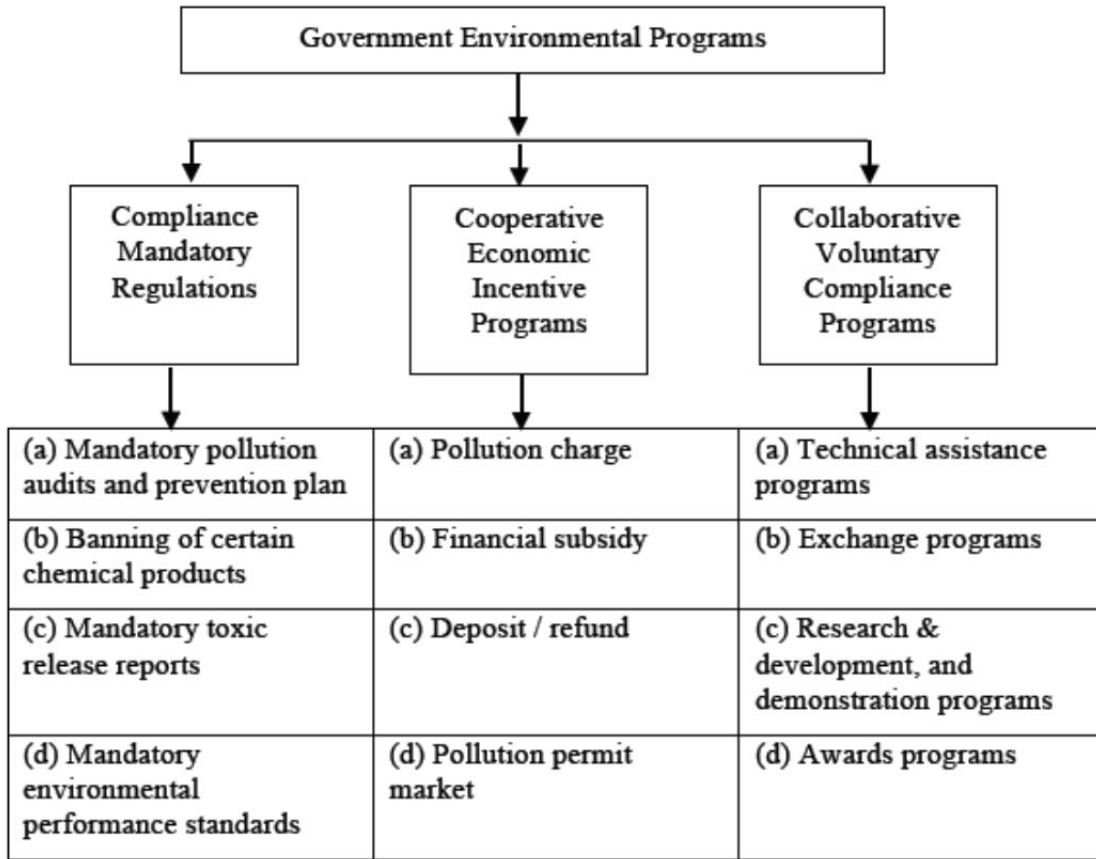 Government Environmental Programs
Compliance
Mandatory
Regulations
Cooperative
Economic
Incentive
Programs
Collaborative
Voluntary
Compliance
Programs
(a) Mandatory pollution
audits and prevention plan
(a) Pollution charge
(a) Technical assistance
programs
(b) Banning of certain
chemical products
(b) Financial subsidy
(b) Exchange programs
(c) Mandatory toxic
release reports
(c) Deposit / refund
(c) Research &
development, and
demonstration programs
(d) Mandatory
environmental
performance standards
(d) Pollution permit
market
(d) Awards programs